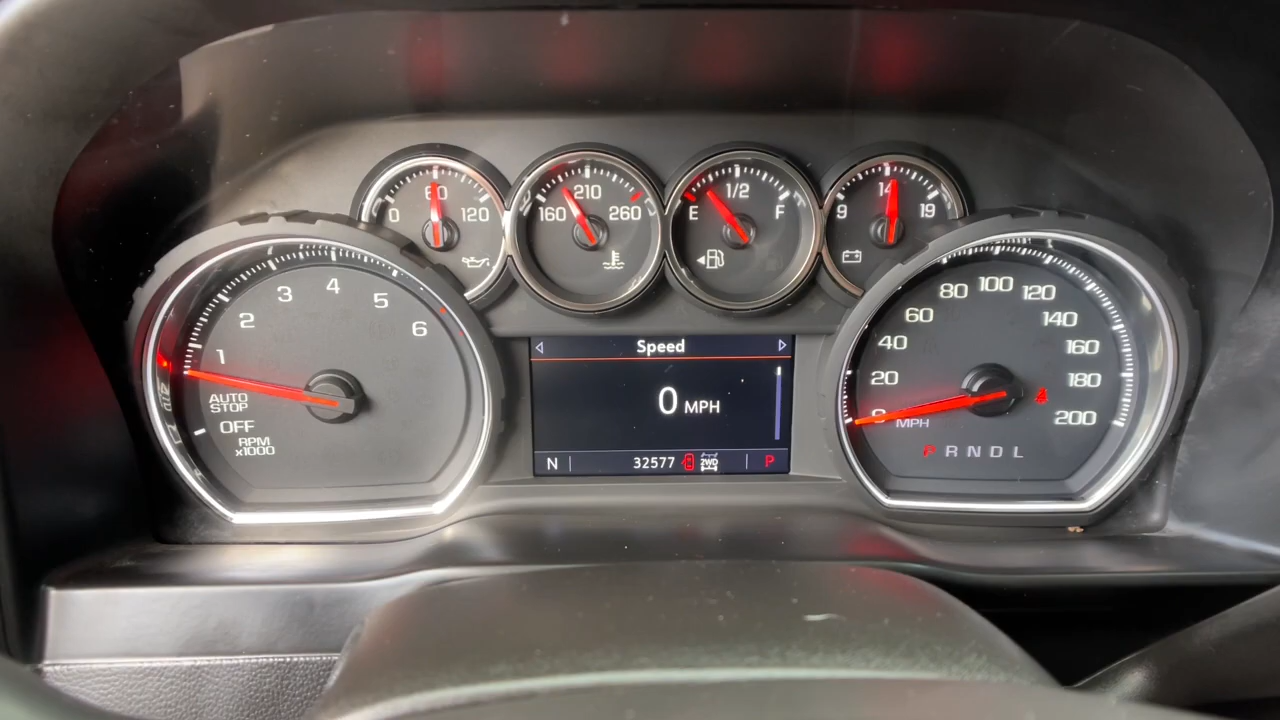 0 60 120
160 210 260
E 1/2 F
9 14 19
1 2 3 4 5 6
AUTO
STOP
OFF
RPM
x1000
Speed
0 MPH
N 32577 2WD P
0 20 40 60 80 100 120 140 160 180 200
MPH
P R N D L